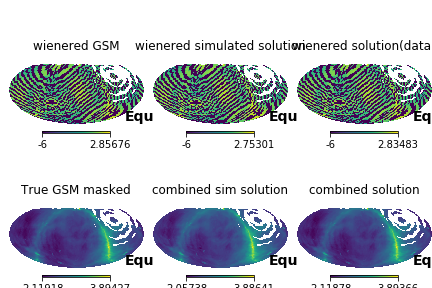 wienered GSM wienered simulated solution wienered solution(data
Equ Equ Equ
-6 2.85676 -6 2.75301 -6 2.83483
True GSM masked combined sim solution combined solution
Equ Equ Equ
2.11918 3.89427 2.05738 3.88641 2.11878 3.89366